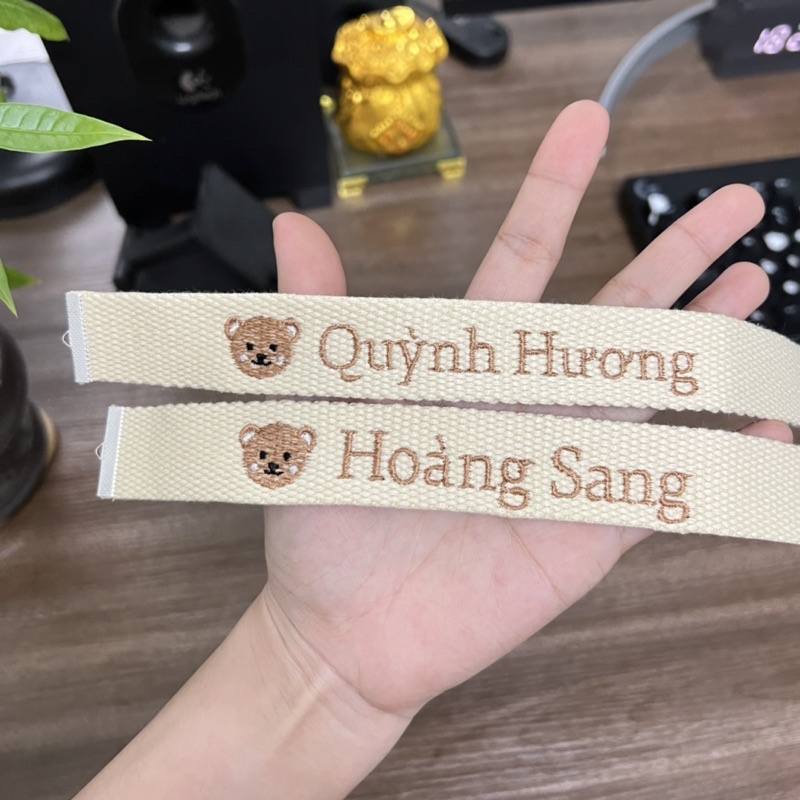 Quỳnh Hương
Hoàng Sang